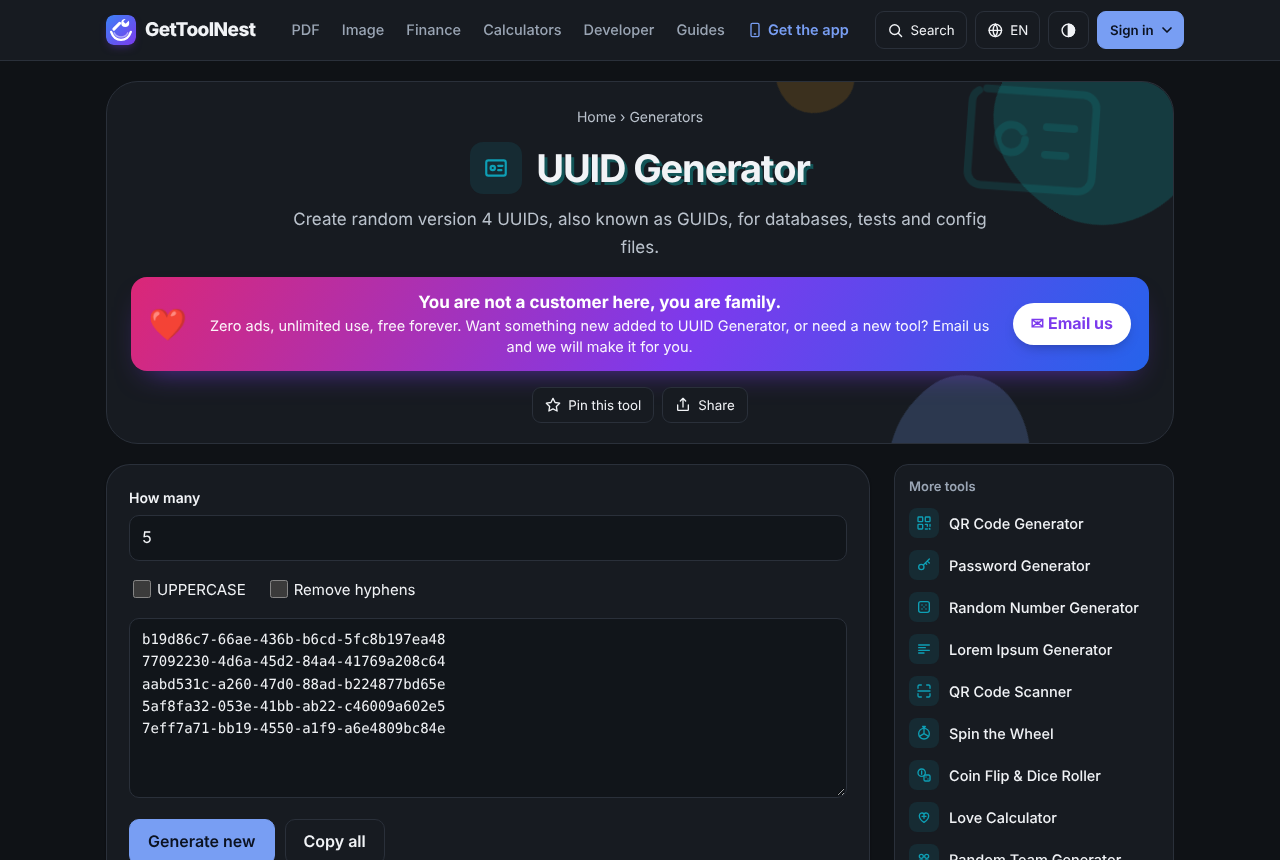 GetToolNest
PDF
Image
Finance
Calculators
Developer
Guides
Get the app
Search
EN
Sign in
Home › Generators
UUID Generator
Create random version 4 UUIDs, also known as GUIDs, for databases, tests and config
files.
You are not a customer here, you are family.
Zero ads, unlimited use, free forever. Want something new added to UUID Generator, or need a new tool? Email us
and we will make it for you.
✉ Email us
Pin this tool
Share
How many
5
UPPERCASE
Remove hyphens
b19d86c7-66ae-436b-b6cd-5fc8b197ea48
77092230-4d6a-45d2-84a4-41769a208c64
aabd531c-a260-47d0-88ad-b224877bd65e
5af8fa32-053e-41bb-ab22-c46009a602e5
7eff7a71-bb19-4550-a1f9-a6e4809bc84e
Generate new
Copy all
More tools
QR Code Generator
Password Generator
Random Number Generator
Lorem Ipsum Generator
QR Code Scanner
Spin the Wheel
Coin Flip & Dice Roller
Love Calculator
Random Team Generator